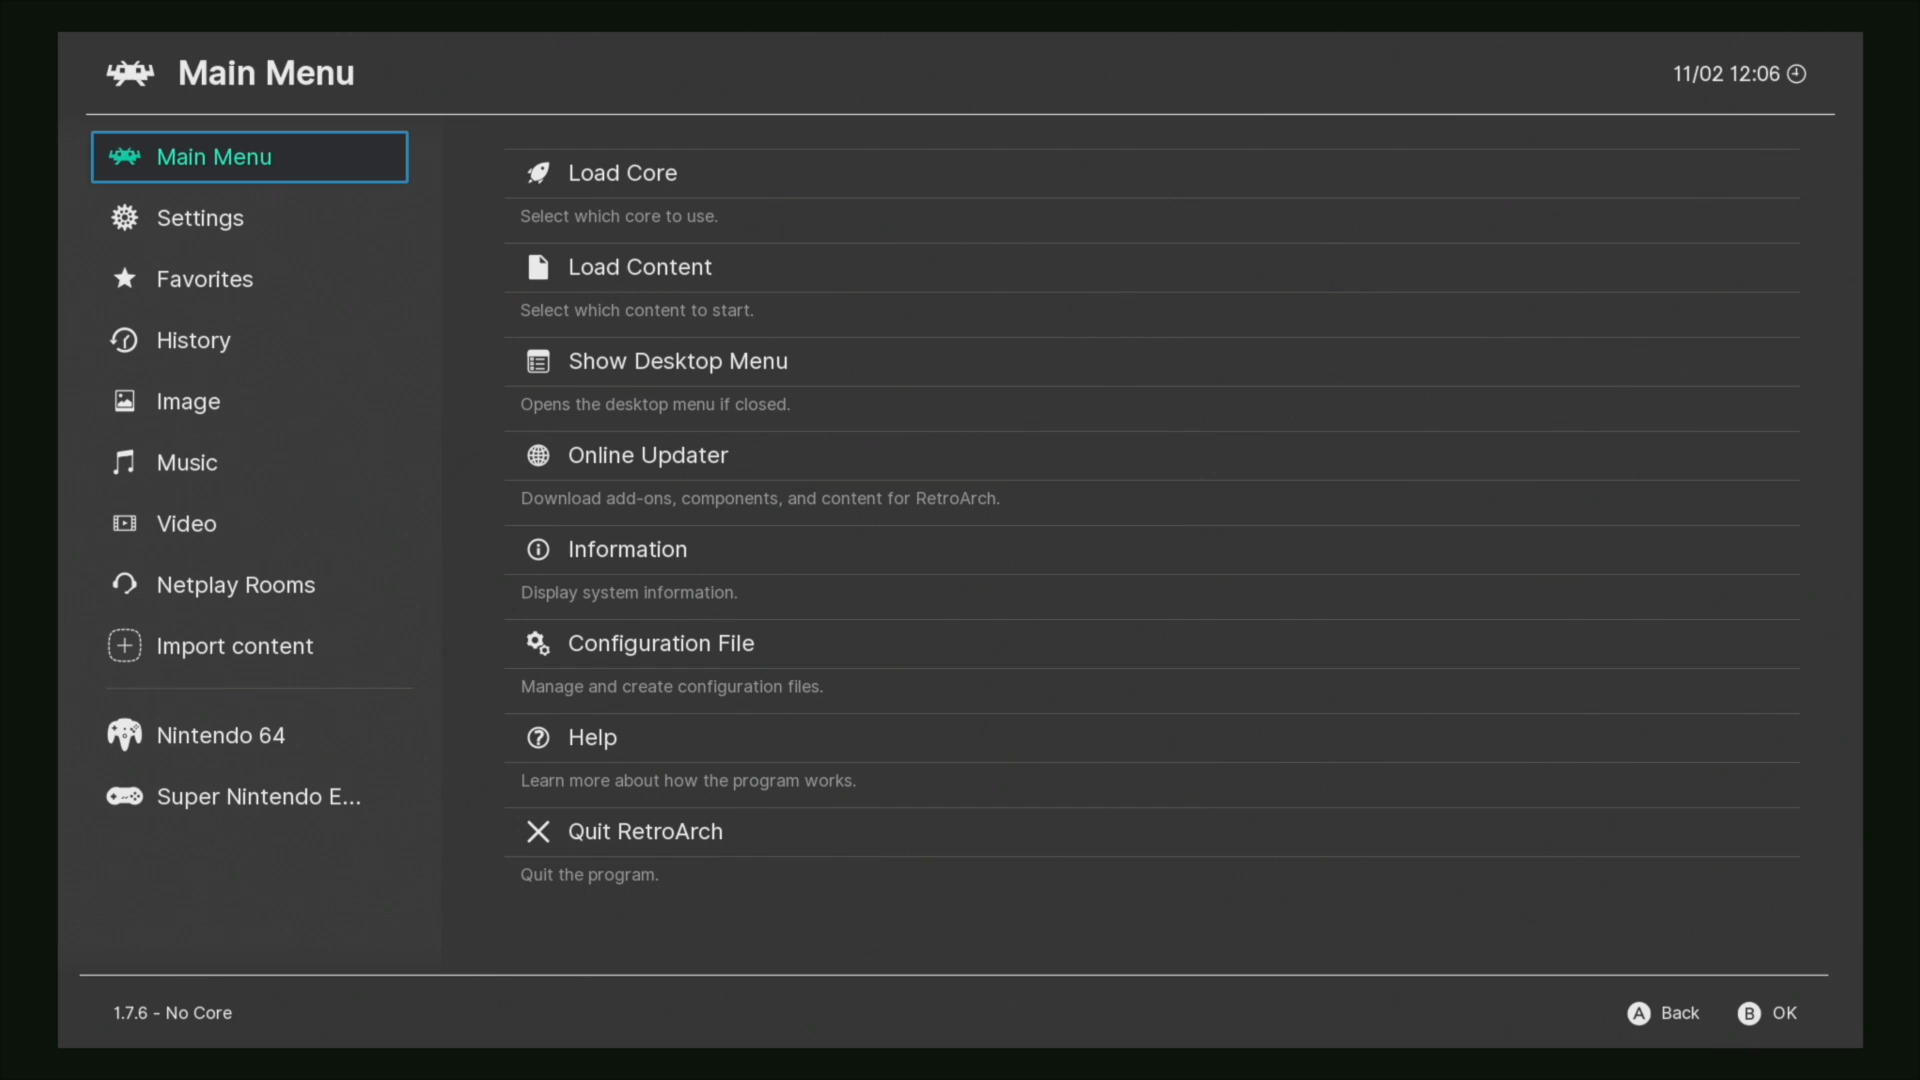 Main Menu
11/02 12:06
Main Menu
Settings
Favorites
History
Image
Music
Video
Netplay Rooms
Import content
Nintendo 64
Super Nintendo E...
Load Core
Select which core to use.
Load Content
Select which content to start.
Show Desktop Menu
Opens the desktop menu if closed.
Online Updater
Download add-ons, components, and content for RetroArch.
Information
Display system information.
Configuration File
Manage and create configuration files.
Help
Learn more about how the program works.
Quit RetroArch
Quit the program.
1.7.6 - No Core
A Back B OK